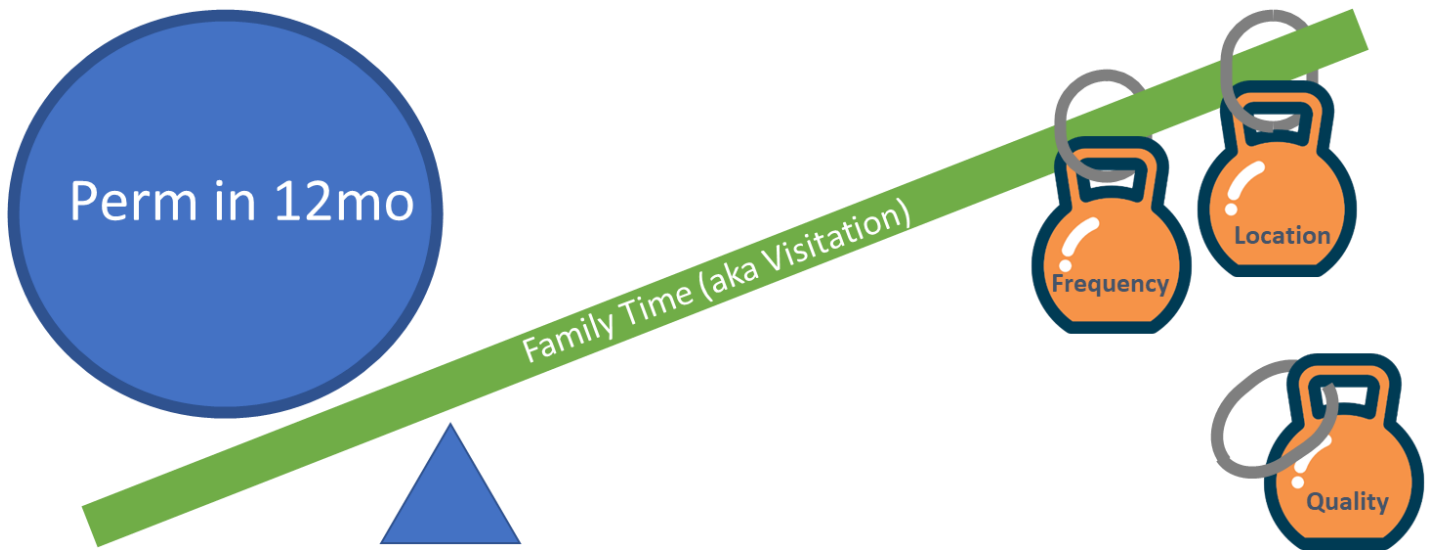 Perm in 12mo
Family Time (aka Visitation)
Frequency
Location
Quality